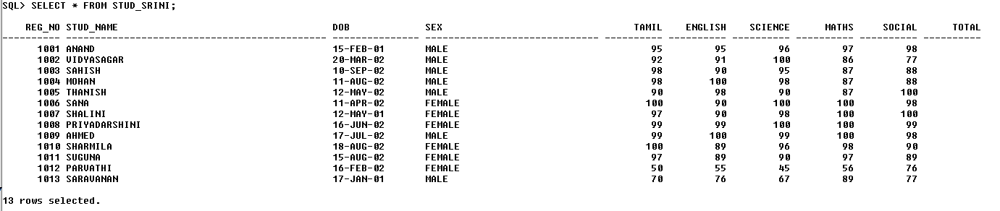 SQL> SELECT * FROM STUD_SRINI;
REG_NO STUD_NAME DOB SEX TAMIL ENGLISH SCIENCE MATHS SOCIAL TOTAL
1001 ANAND 15-FEB-01 MALE 95 95 96 97 98
1002 VIDYASAGAR 20-MAR-02 MALE 92 91 100 86 77
1003 SAHISH 10-SEP-02 MALE 98 90 95 87 88
1004 MOHAN 11-AUG-02 MALE 98 100 98 87 88
1005 THANISH 12-MAY-02 MALE 90 98 90 87 100
1006 SANA 11-APR-02 FEMALE 100 90 100 100 98
1007 SHALINI 12-MAY-01 FEMALE 97 90 98 100 100
1008 PRIYADARSHINI 16-JUN-02 FEMALE 99 99 100 100 99
1009 AHMED 17-JUL-02 MALE 99 100 99 100 98
1010 SHARMILA 18-AUG-02 FEMALE 100 89 96 98 90
1011 SUGUNA 15-AUG-02 FEMALE 97 89 90 97 89
1012 PARVATHI 16-FEB-02 FEMALE 50 55 45 56 76
1013 SARAVANAN 17-JAN-01 MALE 70 76 67 89 77
13 rows selected.